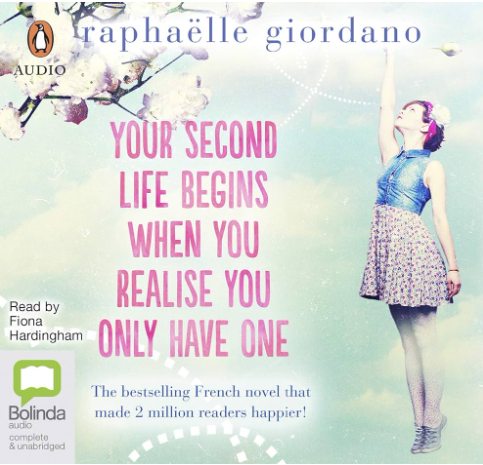 raphaëlle giordano
AUDIO
YOUR SECOND
LIFE BEGINS
WHEN YOU
REALISE YOU
ONLY HAVE ONE
Read by
Fiona
Hardingham
The bestselling French novel that
made 2 million readers happier!
Bolinda
audio
complete
& unabridged